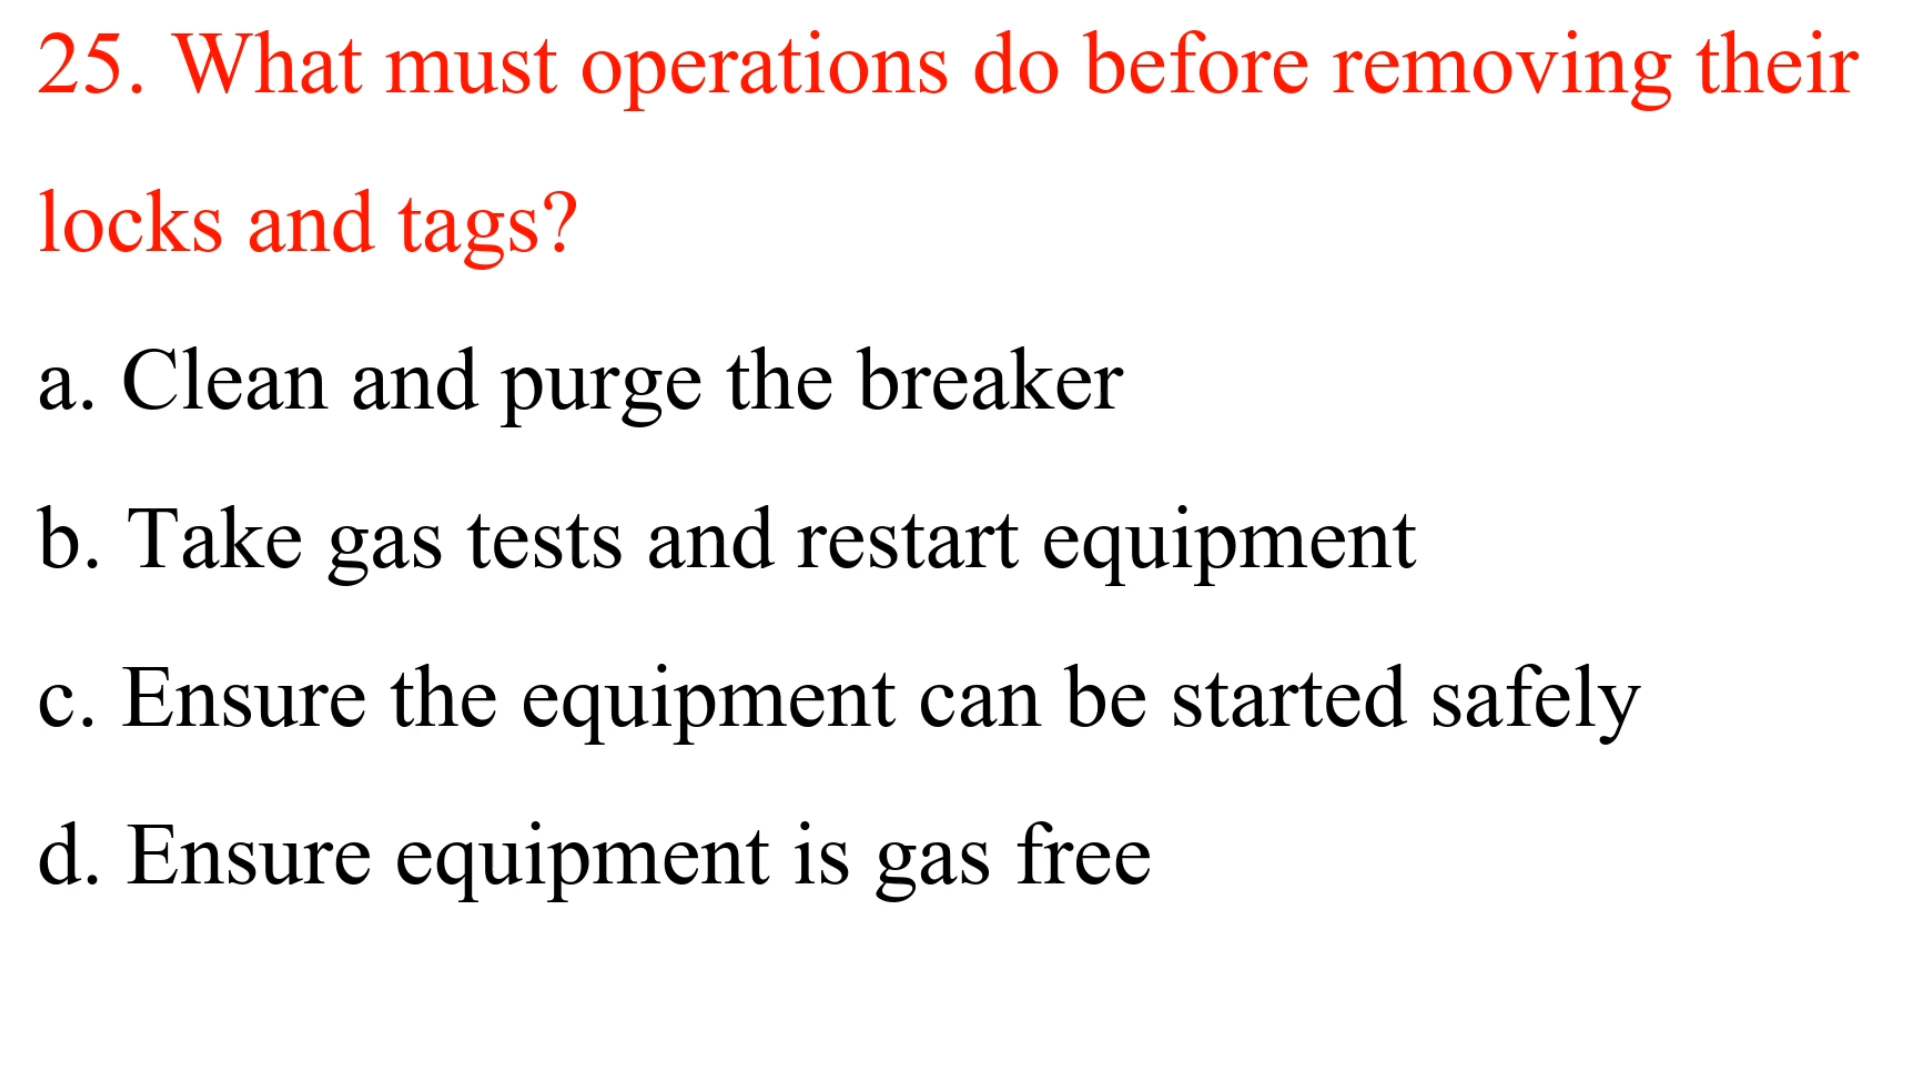 25. What must operations do before removing their
locks and tags?
a. Clean and purge the breaker
b. Take gas tests and restart equipment
c. Ensure the equipment can be started safely
d. Ensure equipment is gas free